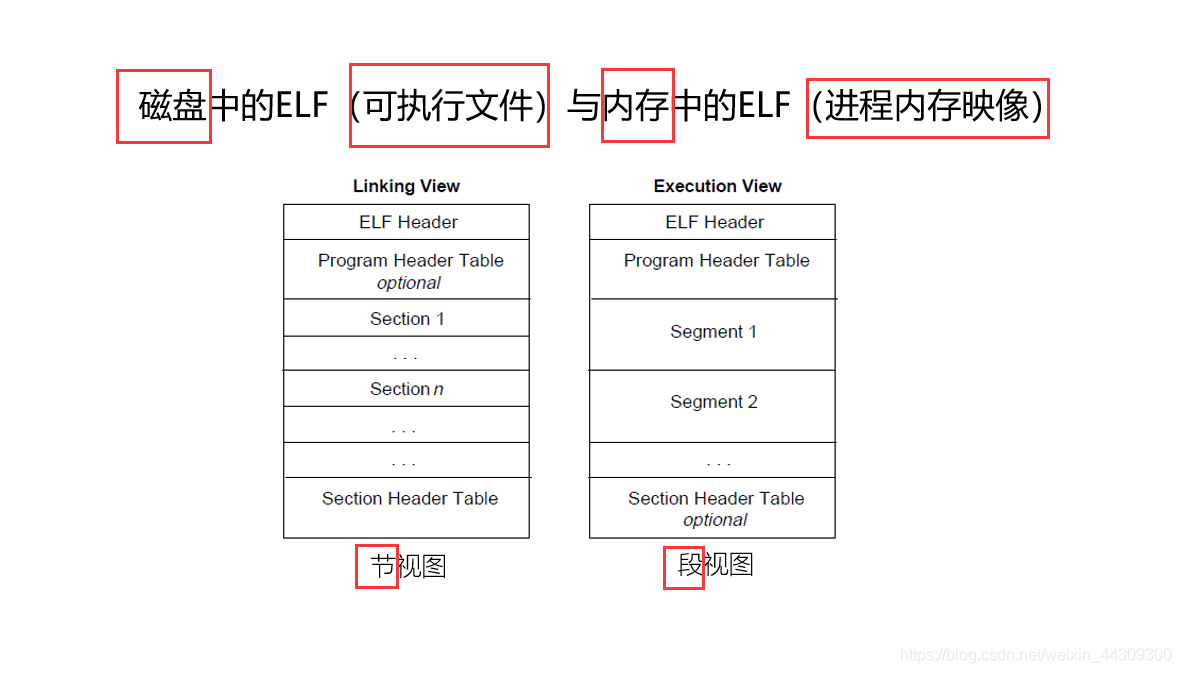 磁盘中的ELF（可执行文件）与内存中的ELF（进程内存映像）
Linking View
ELF Header
Program Header Table
optional
Section 1
. . .
Section n
. . .
. . .
Section Header Table
节视图
Execution View
ELF Header
Program Header Table
Segment 1
Segment 2
. . .
Section Header Table
optional
段视图
https://blog.csdn.net/weixin_44309300